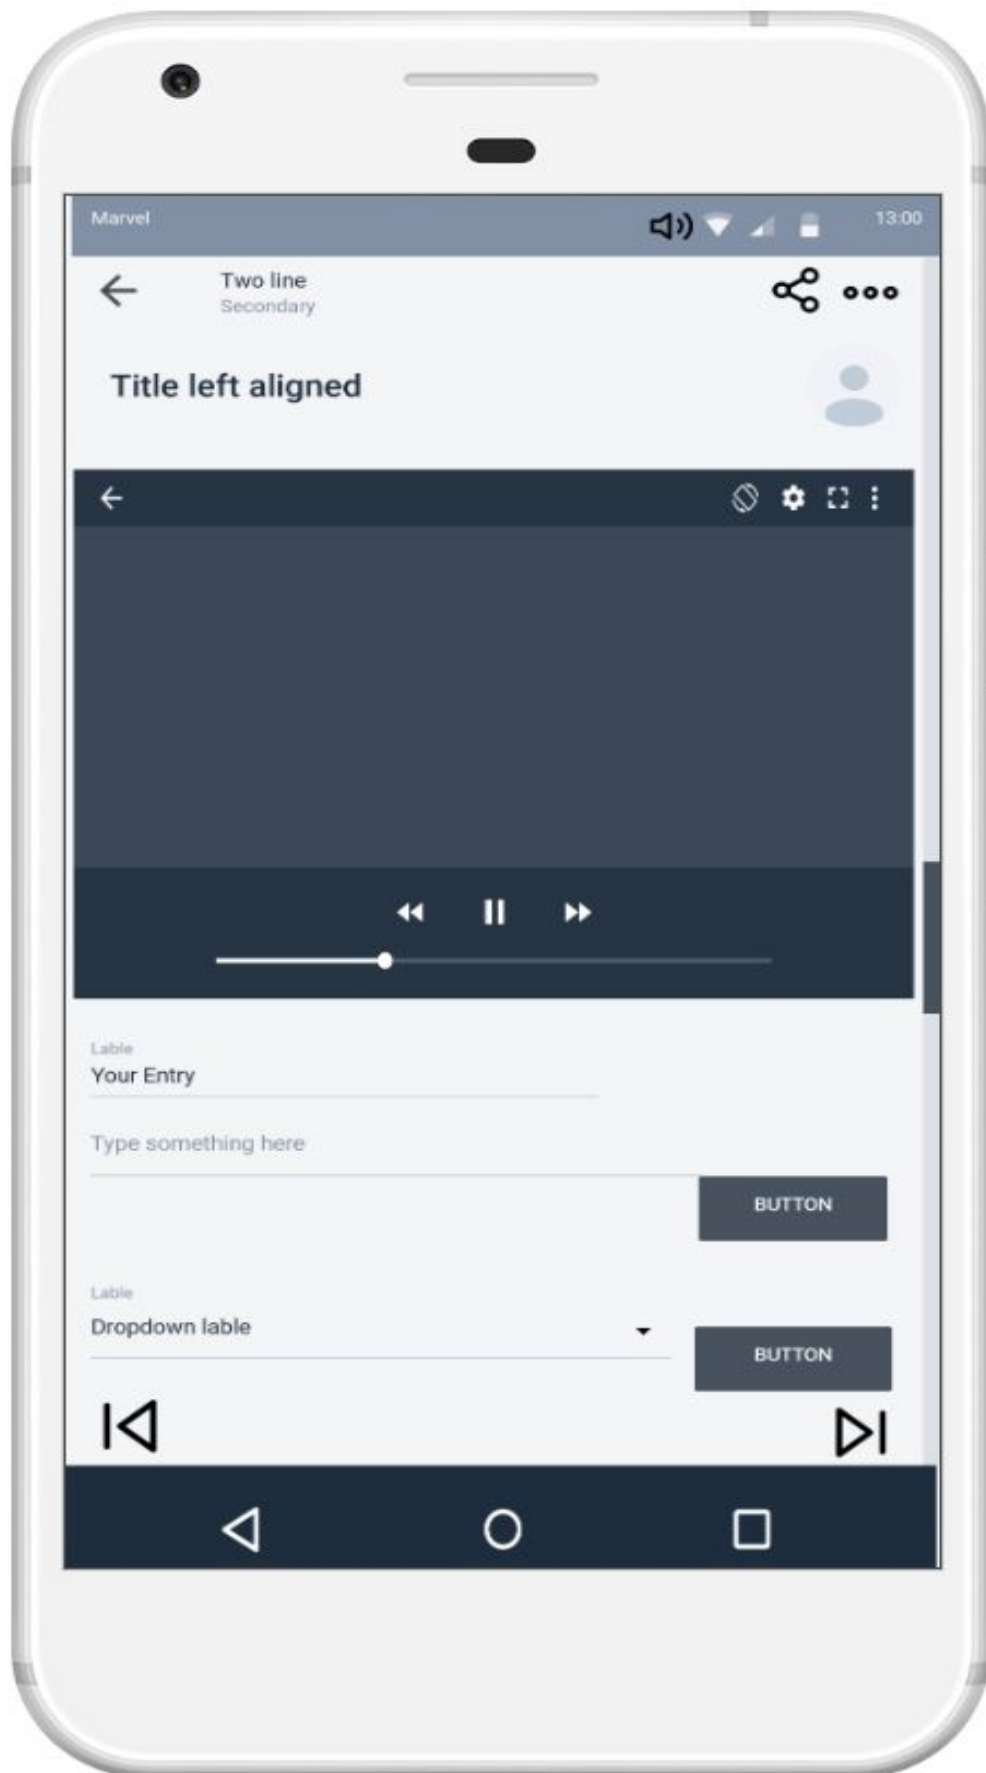 Marvel 13:00
Two line
Secondary
Title left aligned
Lable
Your Entry
Type something here
BUTTON
Lable
Dropdown lable
BUTTON